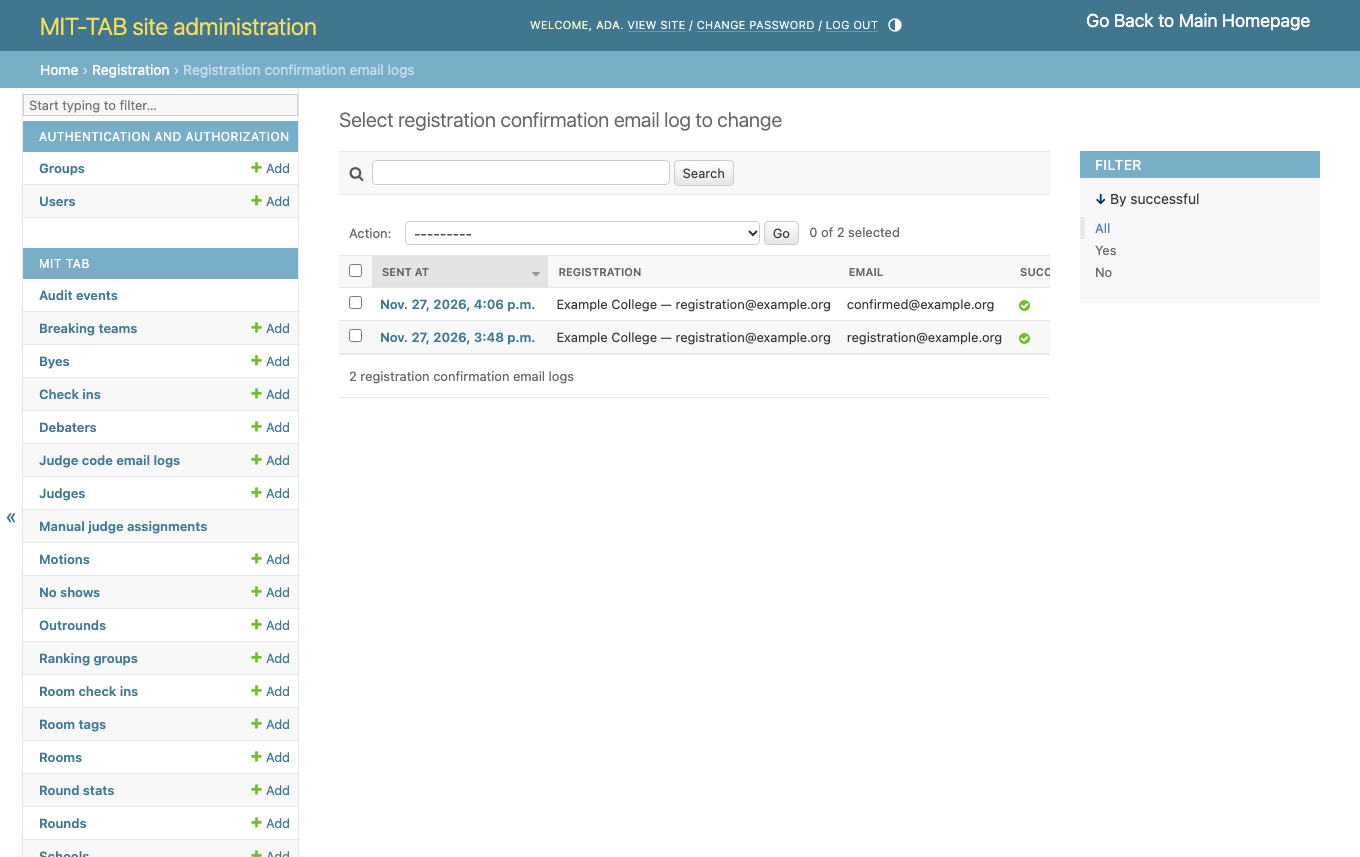 MIT-TAB site administration
WELCOME, ADA. VIEW SITE / CHANGE PASSWORD / LOG OUT
Go Back to Main Homepage
Home › Registration › Registration confirmation email logs
Start typing to filter...
AUTHENTICATION AND AUTHORIZATION
Groups Add
Users Add
MIT TAB
Audit events
Breaking teams Add
Byes Add
Check ins Add
Debaters Add
Judge code email logs Add
Judges Add
«
Manual judge assignments
Motions Add
No shows Add
Outrounds Add
Ranking groups Add
Room check ins Add
Room tags Add
Rooms Add
Round stats Add
Rounds Add
Schools Add
Select registration confirmation email log to change
Search
Action: --------- Go 0 of 2 selected
SENT AT REGISTRATION EMAIL SUCC
Nov. 27, 2026, 4:06 p.m. Example College — registration@example.org confirmed@example.org
Nov. 27, 2026, 3:48 p.m. Example College — registration@example.org registration@example.org
2 registration confirmation email logs
FILTER
By successful
All
Yes
No